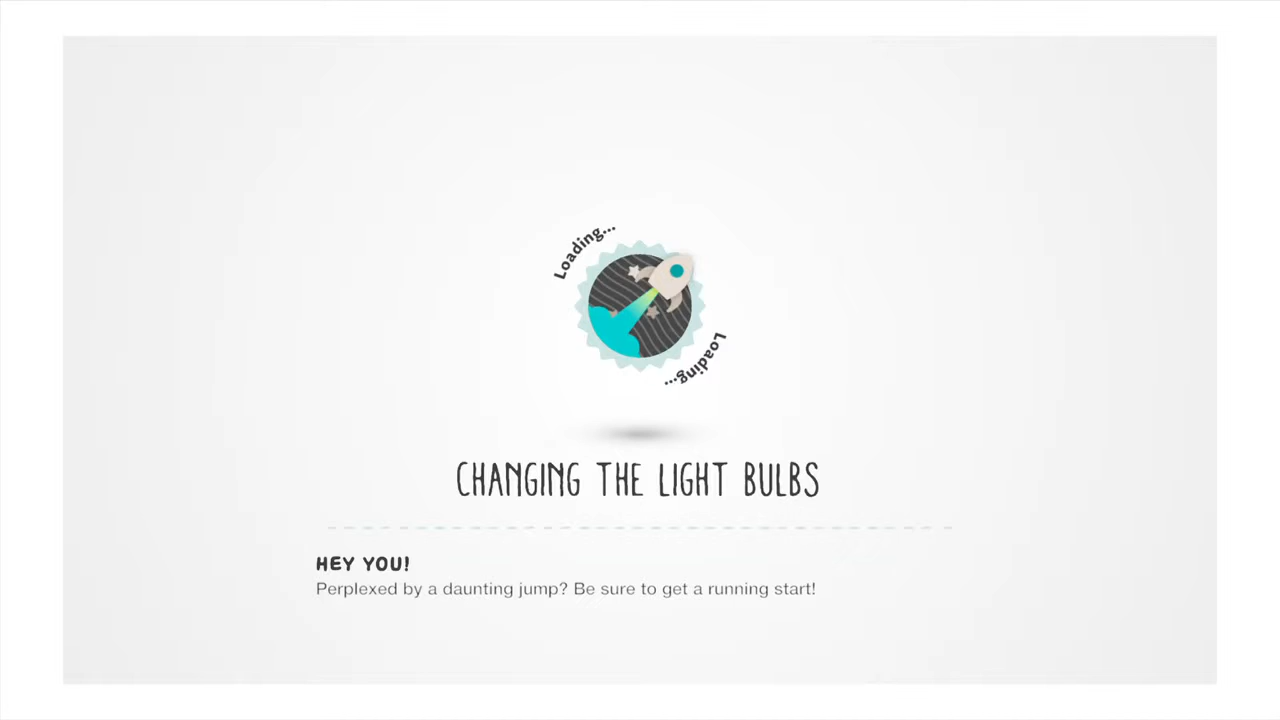 Loading...
Loading...
CHANGING THE LIGHT BULBS
HEY YOU!
Perplexed by a daunting jump? Be sure to get a running start!